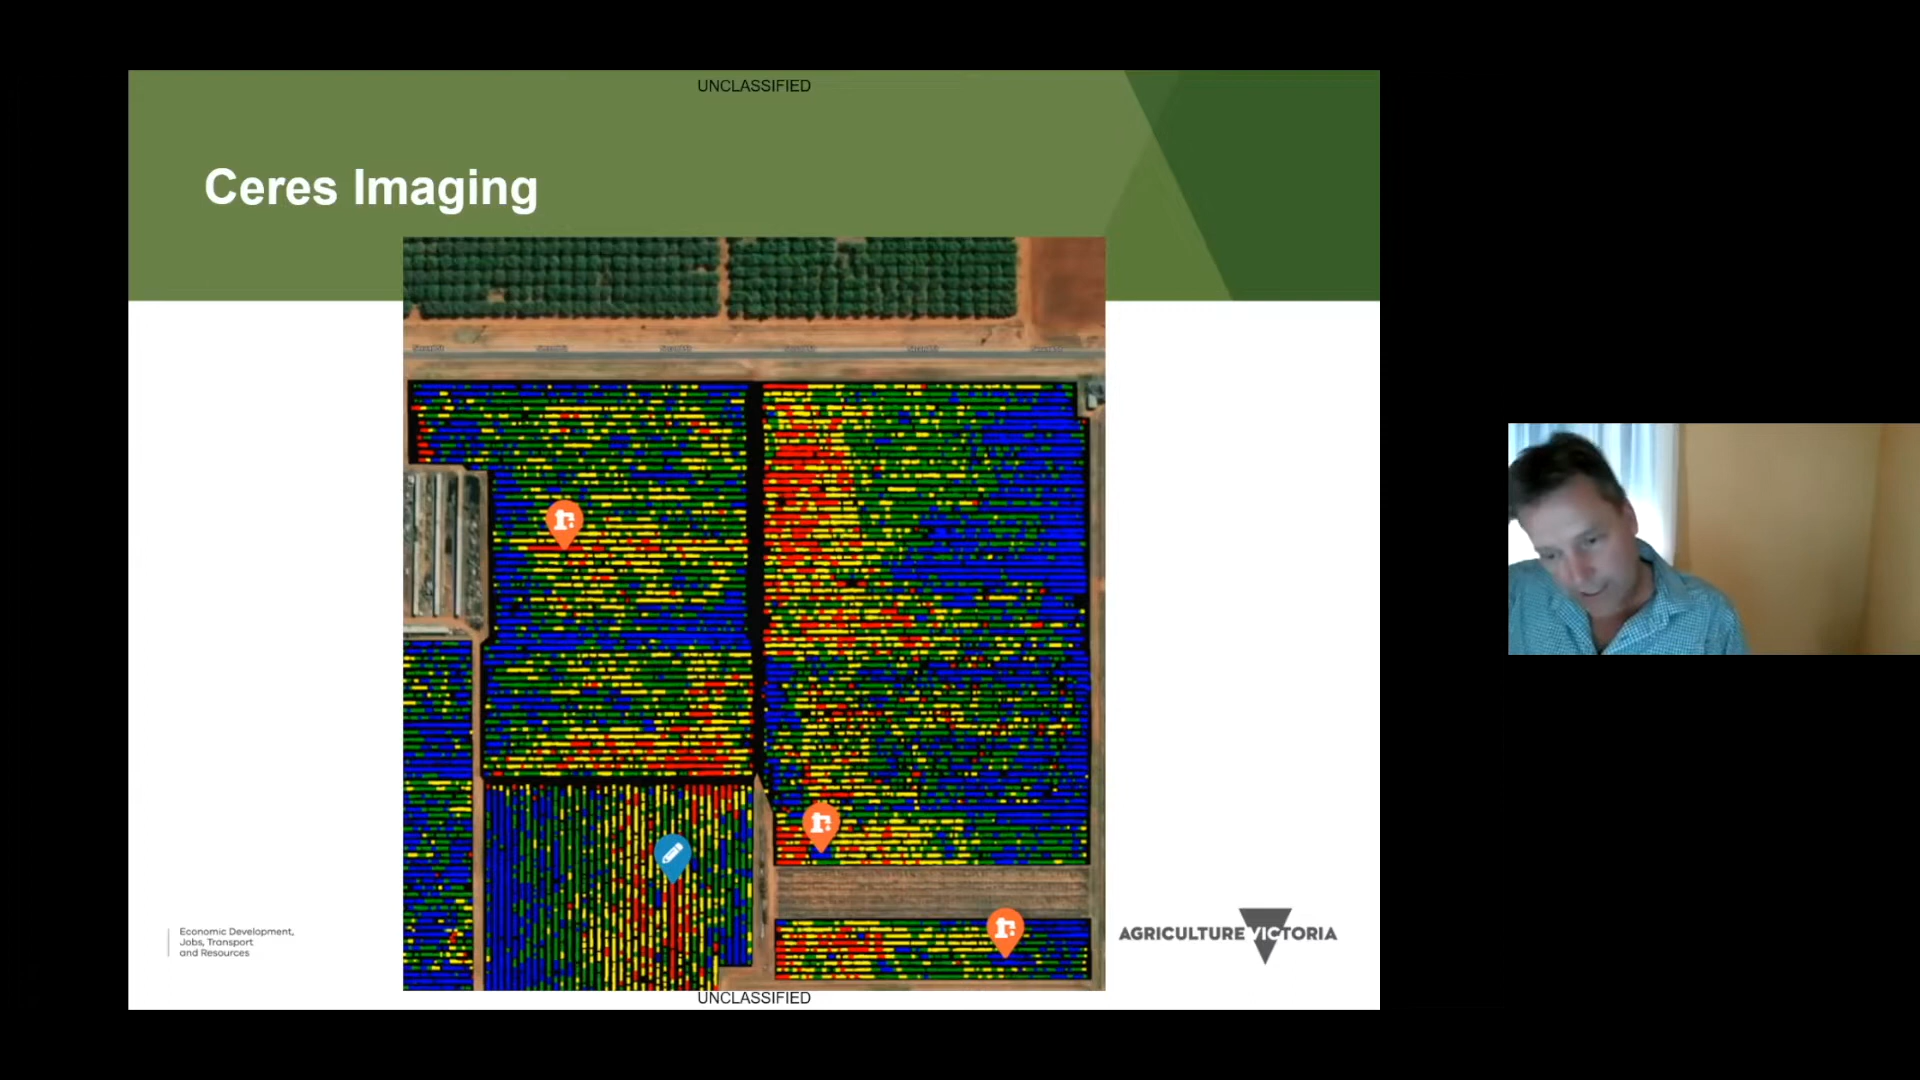 UNCLASSIFIED
Ceres Imaging
Economic Development,
Jobs, Transport
and Resources
AGRICULTURE VICTORIA
UNCLASSIFIED